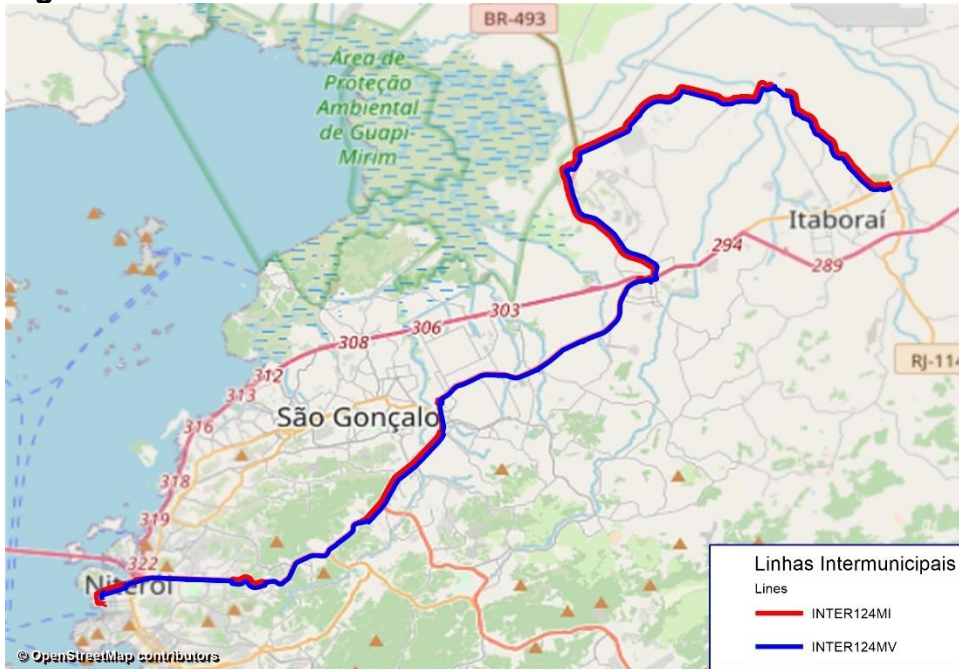 BR-493
Área de
Proteção
Ambiental
de Guapi-
Mirim
Itaboraí
294
289
303
306
308
312
313
316
RJ-114
São Gonçalo
318
319
322
Niterói
Linhas Intermunicipais
Lines
INTER124MI
INTER124MV
© OpenStreetMap contributors